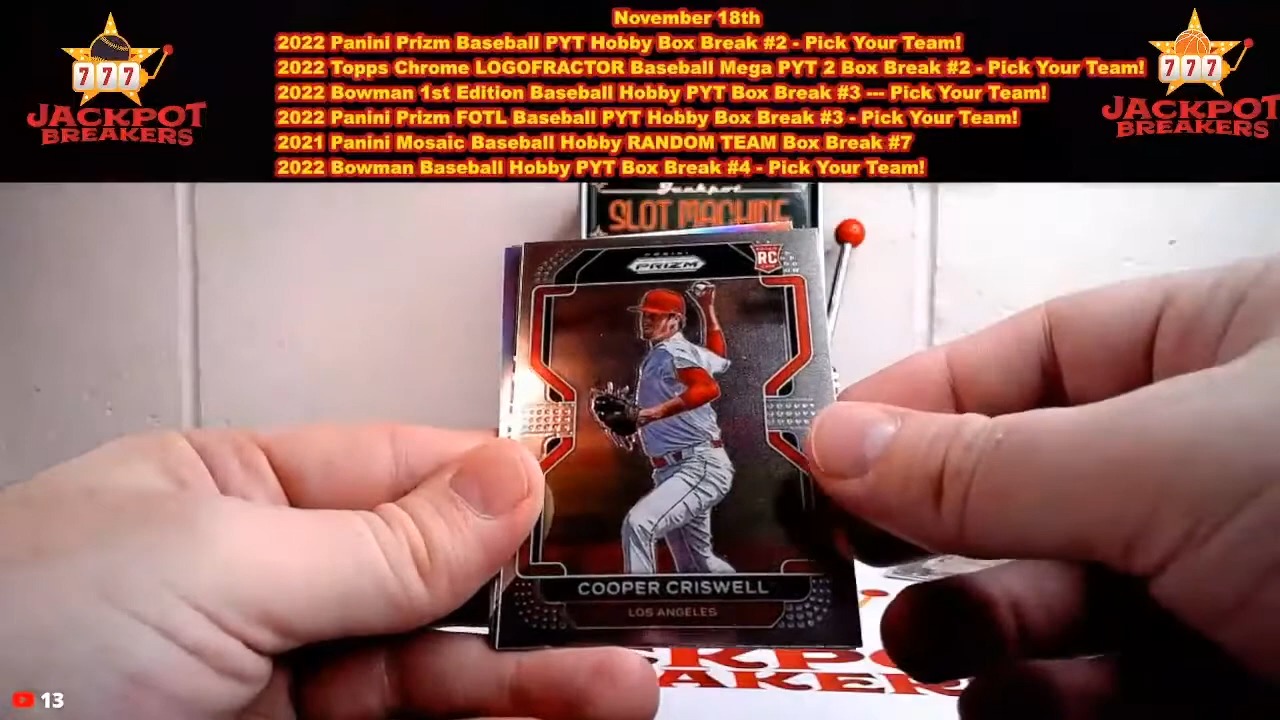 November 18th
2022 Panini Prizm Baseball PYT Hobby Box Break #2 - Pick Your Team!
2022 Topps Chrome LOGOFRACTOR Baseball Mega PYT 2 Box Break #2 - Pick Your Team!
2022 Bowman 1st Edition Baseball Hobby PYT Box Break #3 --- Pick Your Team!
2022 Panini Prizm FOTL Baseball PYT Hobby Box Break #3 - Pick Your Team!
2021 Panini Mosaic Baseball Hobby RANDOM TEAM Box Break #7
2022 Bowman Baseball Hobby PYT Box Break #4 - Pick Your Team!
777
JACKPOT
BREAKERS
777
JACKPOT
BREAKERS
Jackpot
SLOT MACHINE
PANINI
PRIZM
RC
COOPER CRISWELL
LOS ANGELES
13